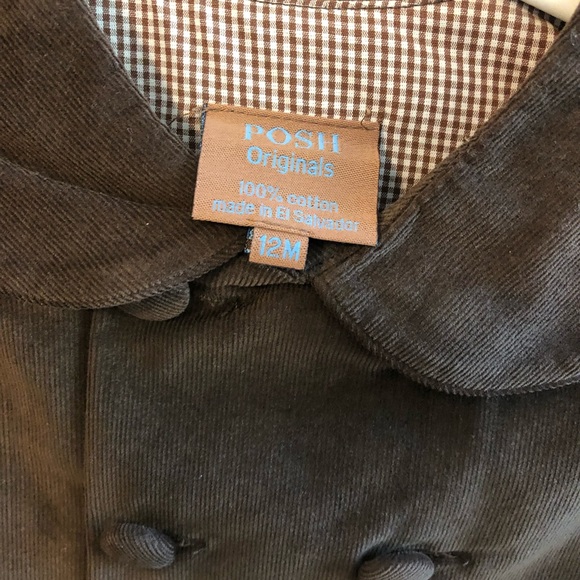 POSH
Originals
100% cotton
made in El Salvador
12M